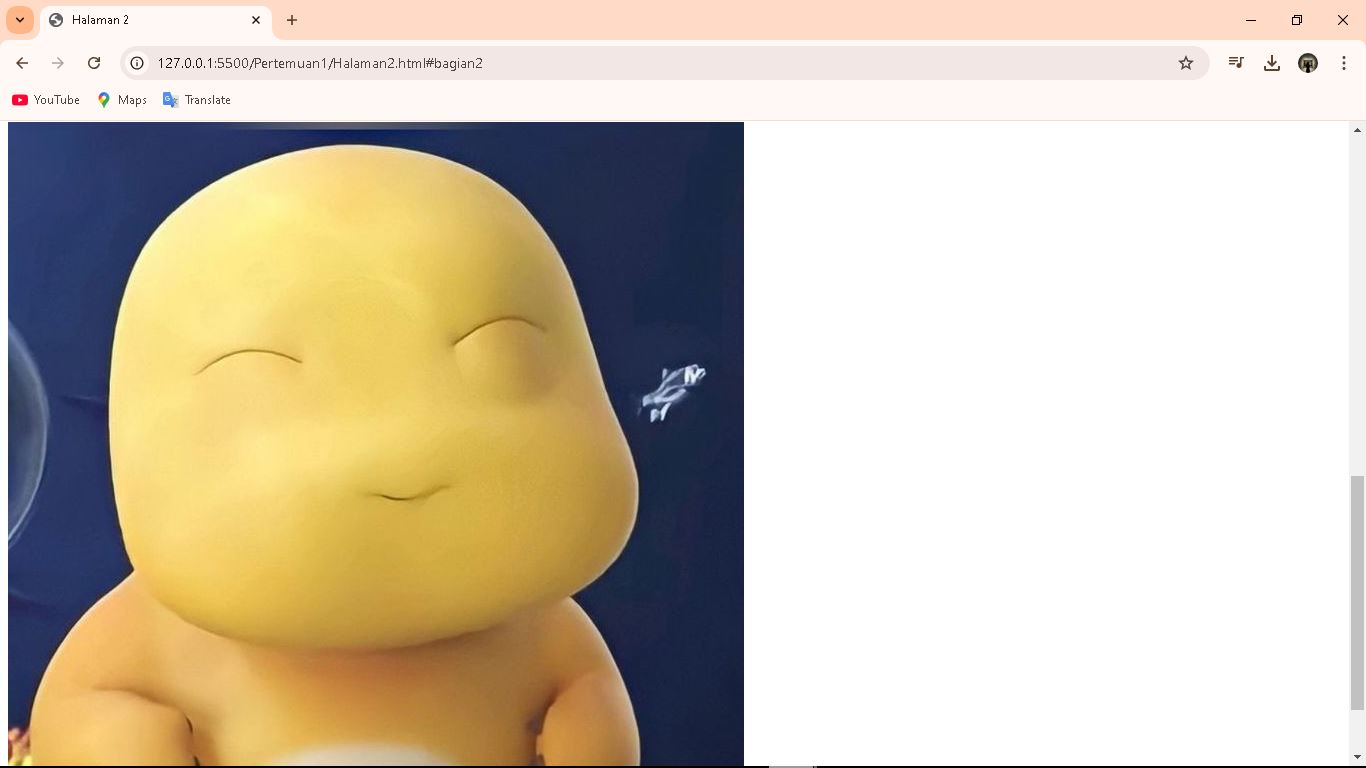 Halaman 2
127.0.0.1:5500/Pertemuan1/Halaman2.html#bagian2
YouTube Maps Translate